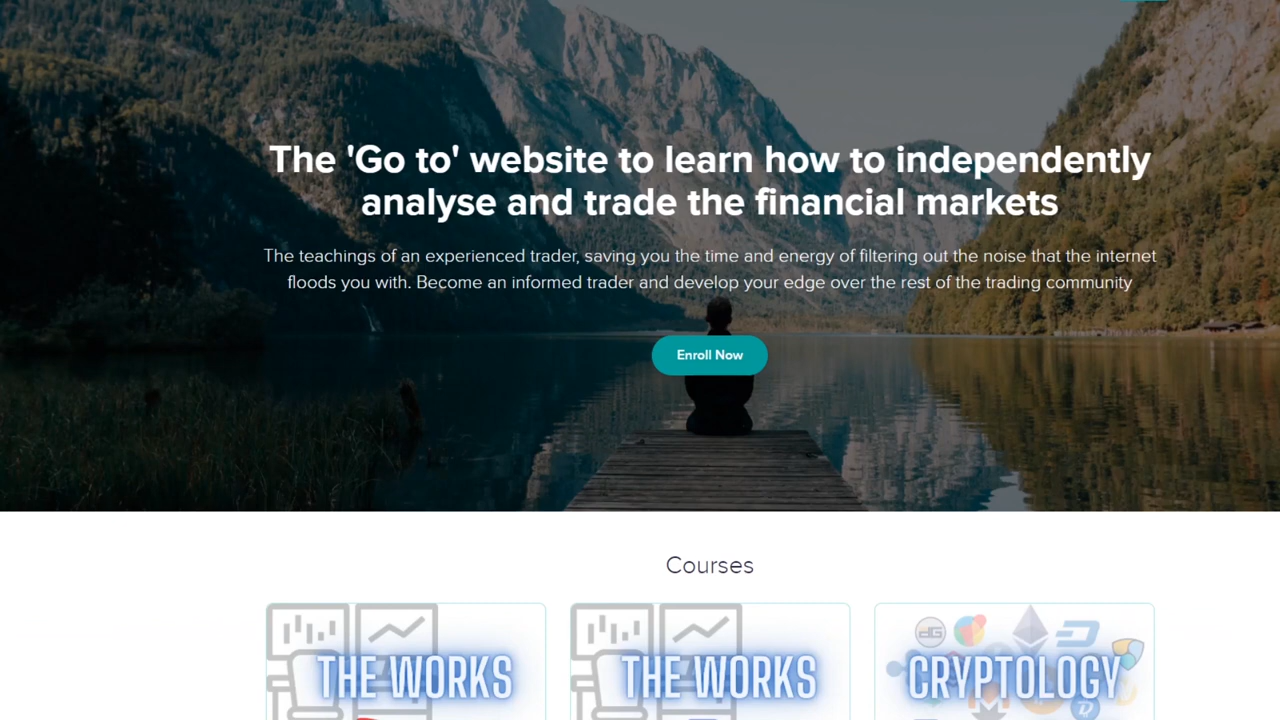 The 'Go to' website to learn how to independently
analyse and trade the financial markets
The teachings of an experienced trader, saving you the time and energy of filtering out the noise that the internet
floods you with. Become an informed trader and develop your edge over the rest of the trading community
Enroll Now
Courses
THE WORKS
THE WORKS
CRYPTOLOGY